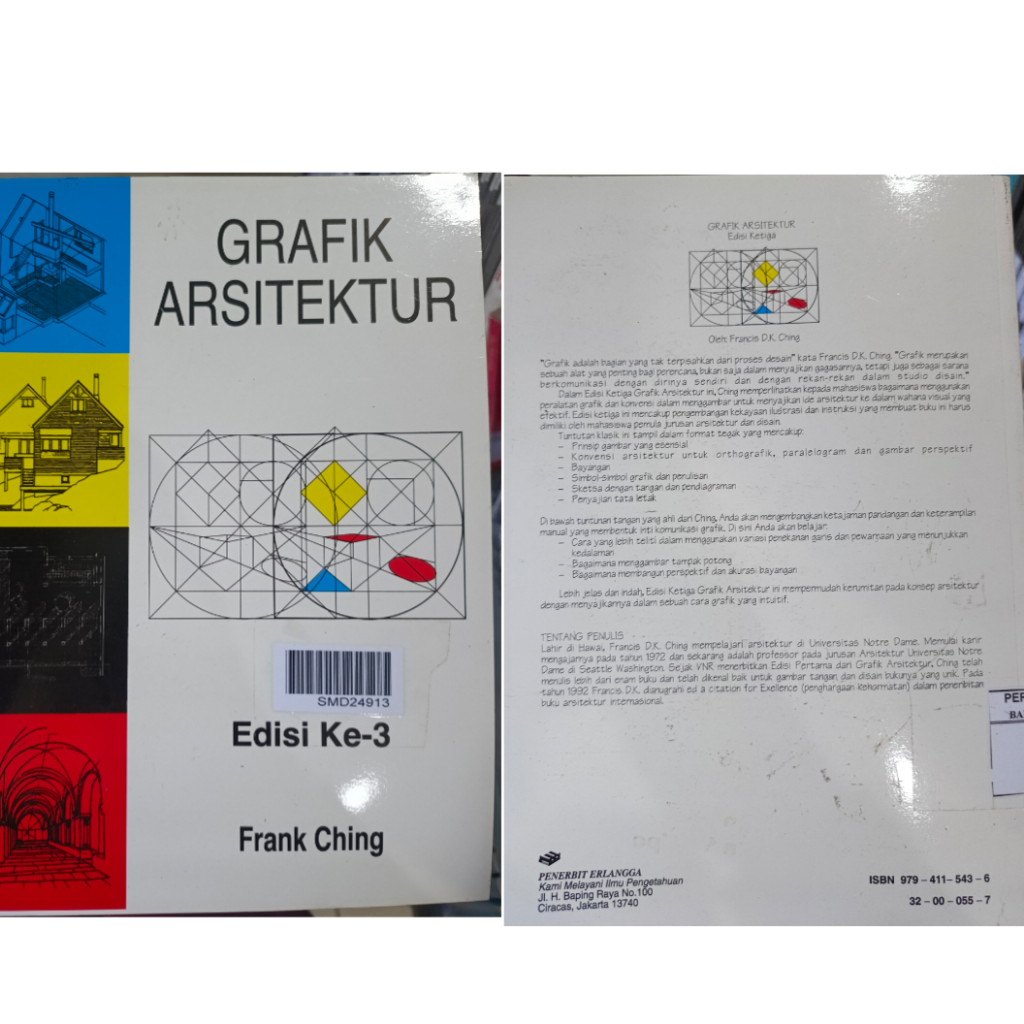 GRAFIK
ARSITEKTUR
SMD24913
Edisi Ke-3
Frank Ching
GRAFIK ARSITEKTUR
Edisi Ketiga
Oleh: Francis D.K. Ching
"Grafik adalah bagian yang tak terpisahkan dari proses desain" kata Francis D.K. Ching. "Grafik merupakan
sebuah alat yang penting bagi perencana, bukan saja dalam menyajikan gagasannya, tetapi juga sebagai sarana
berkomunikasi dengan dirinya sendiri dan dengan rekan-rekan dalam studio disain."
Dalam Edisi Ketiga Grafik Arsitektur ini, Ching memperlihatkan kepada mahasiswa bagaimana menggunakan
peralatan grafik dan konvensi dalam menggambar untuk menyajikan ide arsitektur ke dalam wahana visual yang
efektif. Edisi ketiga ini mencakup pengembangan kekayaan ilustrasi dan instruksi yang membuat buku ini harus
dimiliki oleh mahasiswa pemula jurusan arsitektur dan disain.
Tuntutan klasik ini tampil dalam format tegak yang mencakup:
– Prinsip gambar yang esensial
– Konvensi arsitektur untuk orthografik, paralelogram dan gambar perspektif
– Bayangan
– Simbol-simbol grafik dan penulisan
– Sketsa dengan tangan dan pendiagraman
– Penyajian tata letak
Di bawah tuntunan tangan yang ahli dari Ching, Anda akan mengembangkan ketajaman pandangan dan keterampilan
manual yang membentuk inti komunikasi grafik. Di sini Anda akan belajar:
– Cara yang lebih teliti dalam menggunakan variasi penekanan garis dan pewarnaan yang menunjukkan
kedalaman
– Bagaimana menggambar tampak potong
– Bagaimana membangun perspektif dan akurasi bayangan
Lebih jelas dan indah, Edisi Ketiga Grafik Arsitektur ini mempermudah kerumitan pada konsep arsitektur
dengan menyajikannya dalam sebuah cara grafik yang intuitif.
TENTANG PENULIS
Lahir di Hawai, Francis D.K. Ching mempelajari arsitektur di Universitas Notre Dame. Memulai karir
mengajarnya pada tahun 1972 dan sekarang adalah professor pada jurusan Arsitektur Universitas Notre
Dame di Seattle Washington. Sejak VNR menerbitkan Edisi Pertama dari Grafik Arsitektur, Ching telah
menulis lebih dari enam buku dan telah dikenal baik untuk gambar tangan dan disain bukunya yang unik. Pada
tahun 1992 Francis D.K. dianugrahi ed a citation for Exellence (penghargaan kehormatan) dalam penerbitan
buku arsitektur internasional.
PENERBIT ERLANGGA
Kami Melayani Ilmu Pengetahuan
Jl. H. Baping Raya No.100
Ciracas, Jakarta 13740
ISBN 979 – 411– 543 – 6
32 – 00 – 055 – 7